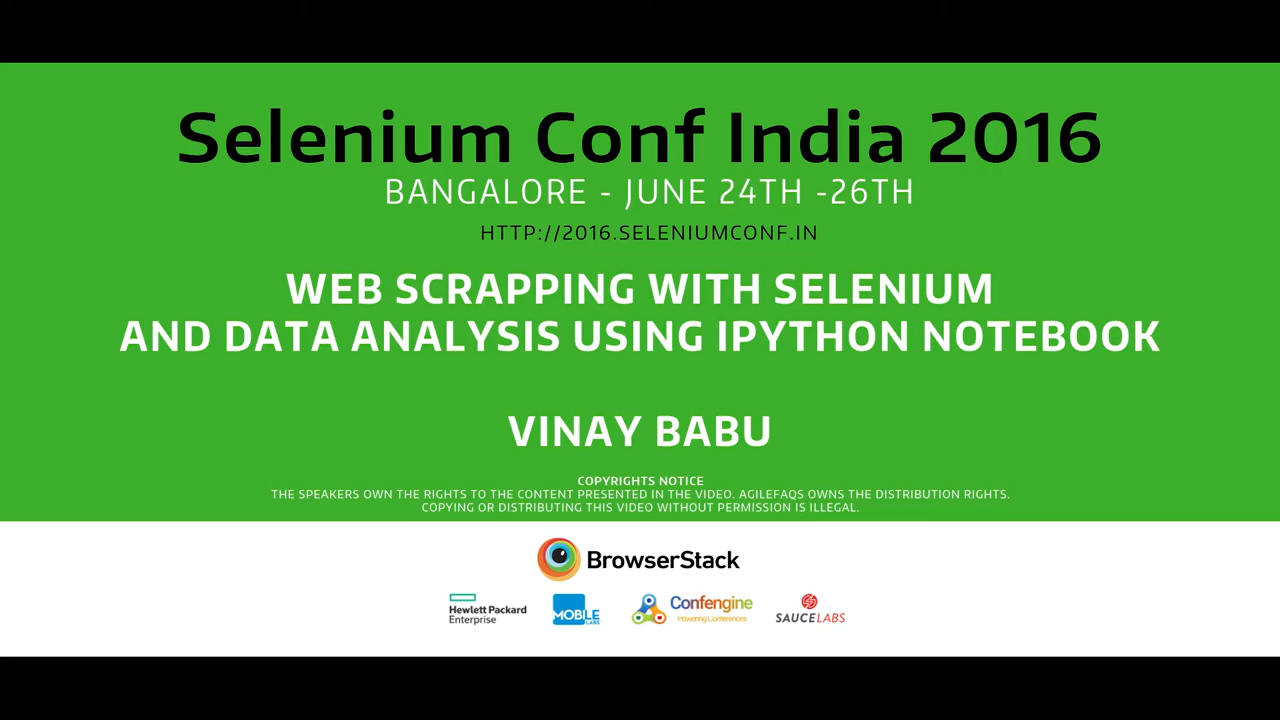 Selenium Conf India 2016
BANGALORE - JUNE 24TH -26TH
HTTP://2016.SELENIUMCONF.IN
WEB SCRAPPING WITH SELENIUM
AND DATA ANALYSIS USING IPYTHON NOTEBOOK
VINAY BABU
COPYRIGHTS NOTICE
THE SPEAKERS OWN THE RIGHTS TO THE CONTENT PRESENTED IN THE VIDEO. AGILEFAQS OWNS THE DISTRIBUTION RIGHTS.
COPYING OR DISTRIBUTING THIS VIDEO WITHOUT PERMISSION IS ILLEGAL.
BrowserStack
Hewlett Packard
Enterprise
MOBILE
LABS
Confengine
Powering Conferences
SAUCELABS